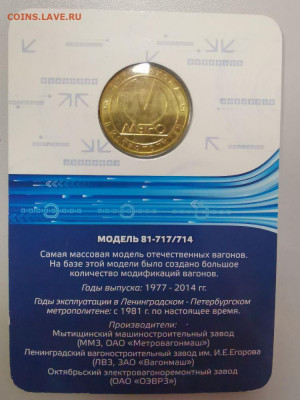 COINS.LAVE.RU
МЕТРО
МОДЕЛЬ 81-717/714
Самая массовая модель отечественных вагонов.
На базе этой модели было создано большое
количество модификаций вагонов.
Годы выпуска: 1977 - 2014 гг.
Годы эксплуатации в Ленинградском - Петербургском
метрополитене: с 1981 г. по настоящее время.
Производители:
Мытищинский машиностроительный завод
(ММЗ, ОАО «Метровагонмаш»)
Ленинградский вагоностроительный завод им. И.Е.Егорова
(ЛВЗ, ЗАО «Вагонмаш»)
Октябрьский электровагоноремонтный завод
(ОАО «ОЭВРЗ»)